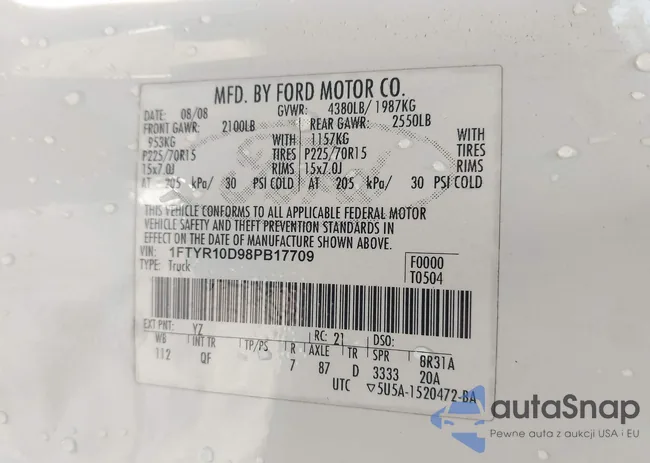 MFD. BY FORD MOTOR CO.
DATE: 08/08 GVWR: 4380LB/1987KG
FRONT GAWR: 2100LB REAR GAWR: 2550LB
953KG WITH 1157KG WITH
P225/70R15 TIRES P225/70R15 TIRES
15x7.0J RIMS 15x7.0J RIMS
AT 205 kPa/ 30 PSI COLD AT 205 kPa/ 30 PSI COLD
THIS VEHICLE CONFORMS TO ALL APPLICABLE FEDERAL MOTOR
VEHICLE SAFETY AND THEFT PREVENTION STANDARDS IN
EFFECT ON THE DATE OF MANUFACTURE SHOWN ABOVE.
VIN: 1FTYR10D98PB17709 F0000
TYPE: Truck T0504
EXT PNT: YZ RC: 21 DSO:
WB INT TR TP/PS R AXLE TR SPR 8R31A
112 QF 7 87 D 3333 20A
UTC ▽5U5A-1520472-BA
Ford
autaSnap
Pewne auta z aukcji USA i EU